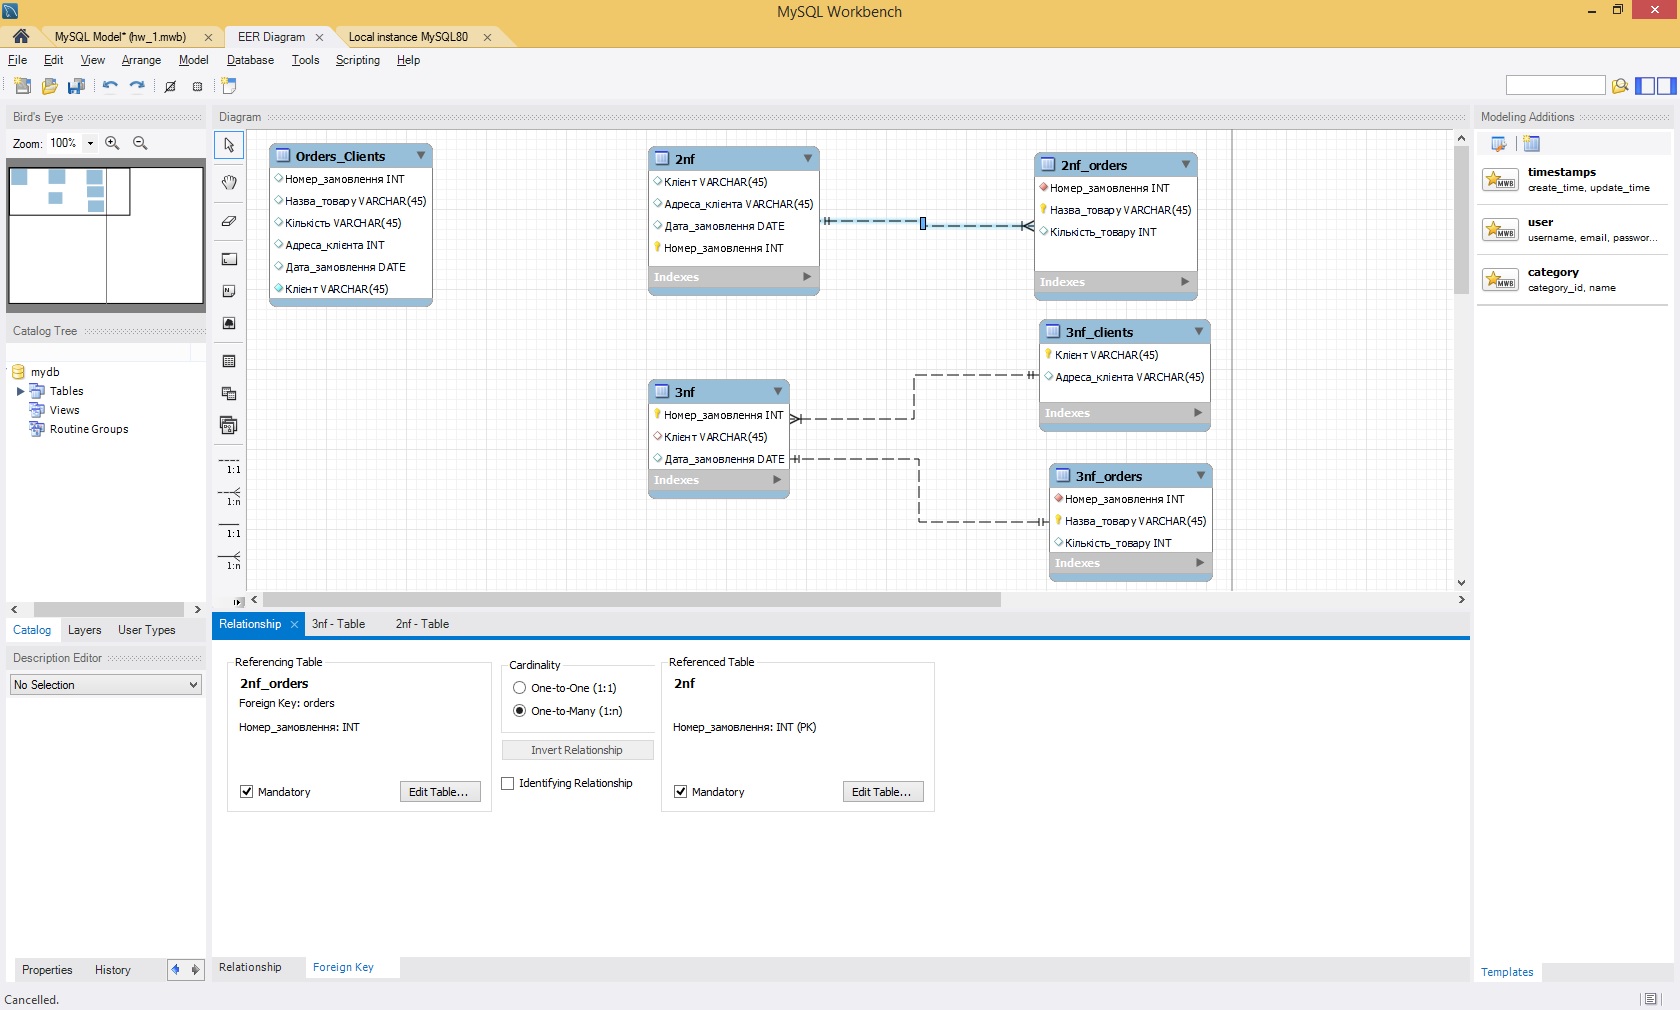 MySQL Workbench
MySQL Model* (hw_1.mwb)
EER Diagram
Local instance MySQL80
File Edit View Arrange Model Database Tools Scripting Help
Bird's Eye
Zoom: 100%
Diagram
Modeling Additions
timestamps
create_time, update_time
user
username, email, passwor...
category
category_id, name
Templates
Catalog Tree
mydb
Tables
Views
Routine Groups
Catalog Layers User Types
Description Editor
No Selection
Properties History
Cancelled.
1:1
1:n
1:1
1:n
Orders_Clients
Номер_замовлення INT
Назва_товару VARCHAR(45)
Кількість VARCHAR(45)
Адреса_клієнта INT
Дата_замовлення DATE
Клієнт VARCHAR(45)
2nf
Клієнт VARCHAR(45)
Адреса_клієнта VARCHAR(45)
Дата_замовлення DATE
Номер_замовлення INT
Indexes
2nf_orders
Номер_замовлення INT
Назва_товару VARCHAR(45)
Кількість_товару INT
Indexes
3nf_clients
Клієнт VARCHAR(45)
Адреса_клієнта VARCHAR(45)
Indexes
3nf
Номер_замовлення INT
Клієнт VARCHAR(45)
Дата_замовлення DATE
Indexes
3nf_orders
Номер_замовлення INT
Назва_товару VARCHAR(45)
Кількість_товару INT
Indexes
Relationship
3nf - Table
2nf - Table
Referencing Table
2nf_orders
Foreign Key: orders
Номер_замовлення: INT
Mandatory
Edit Table...
Cardinality
One-to-One (1:1)
One-to-Many (1:n)
Invert Relationship
Identifying Relationship
Referenced Table
2nf
Номер_замовлення: INT (PK)
Mandatory
Edit Table...
Relationship
Foreign Key